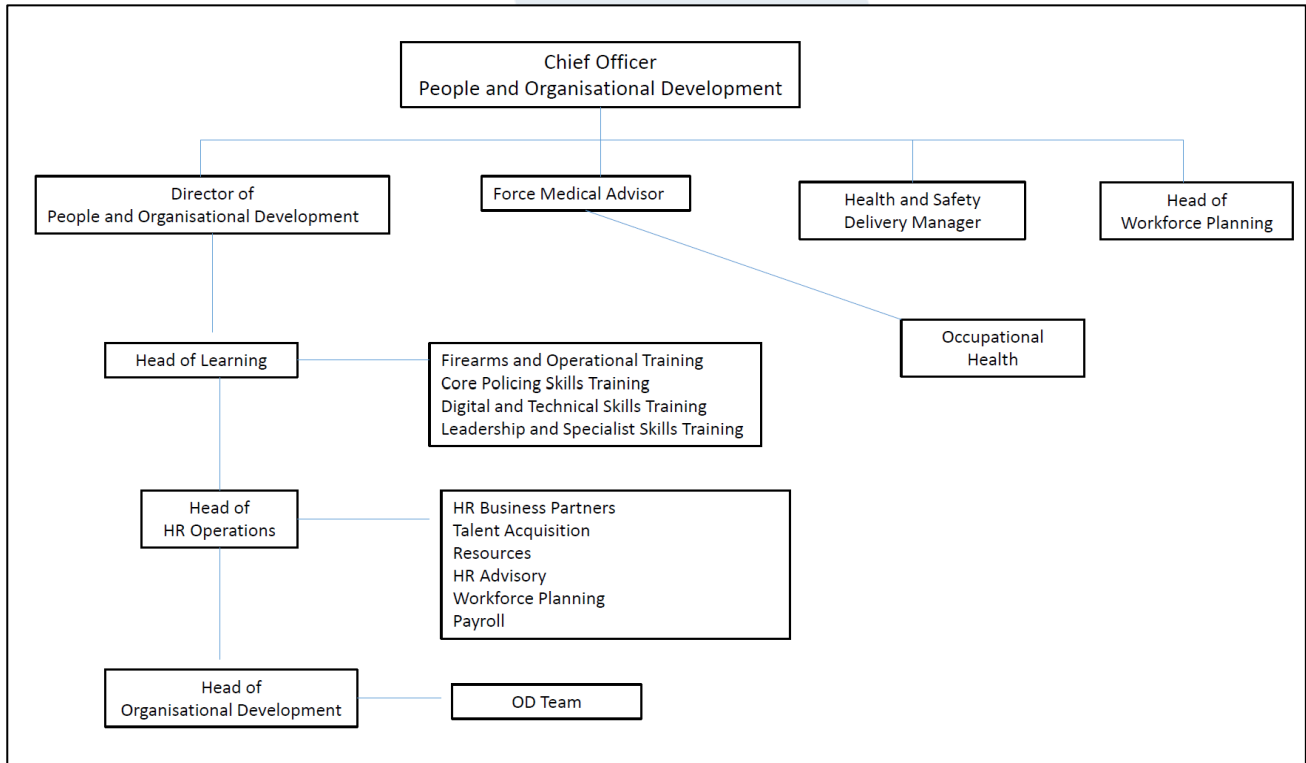 Chief Officer
People and Organisational Development
Director of
People and Organisational Development
Force Medical Advisor
Health and Safety
Delivery Manager
Head of
Workforce Planning
Occupational
Health
Head of Learning
Firearms and Operational Training
Core Policing Skills Training
Digital and Technical Skills Training
Leadership and Specialist Skills Training
Head of
HR Operations
HR Business Partners
Talent Acquisition
Resources
HR Advisory
Workforce Planning
Payroll
Head of
Organisational Development
OD Team